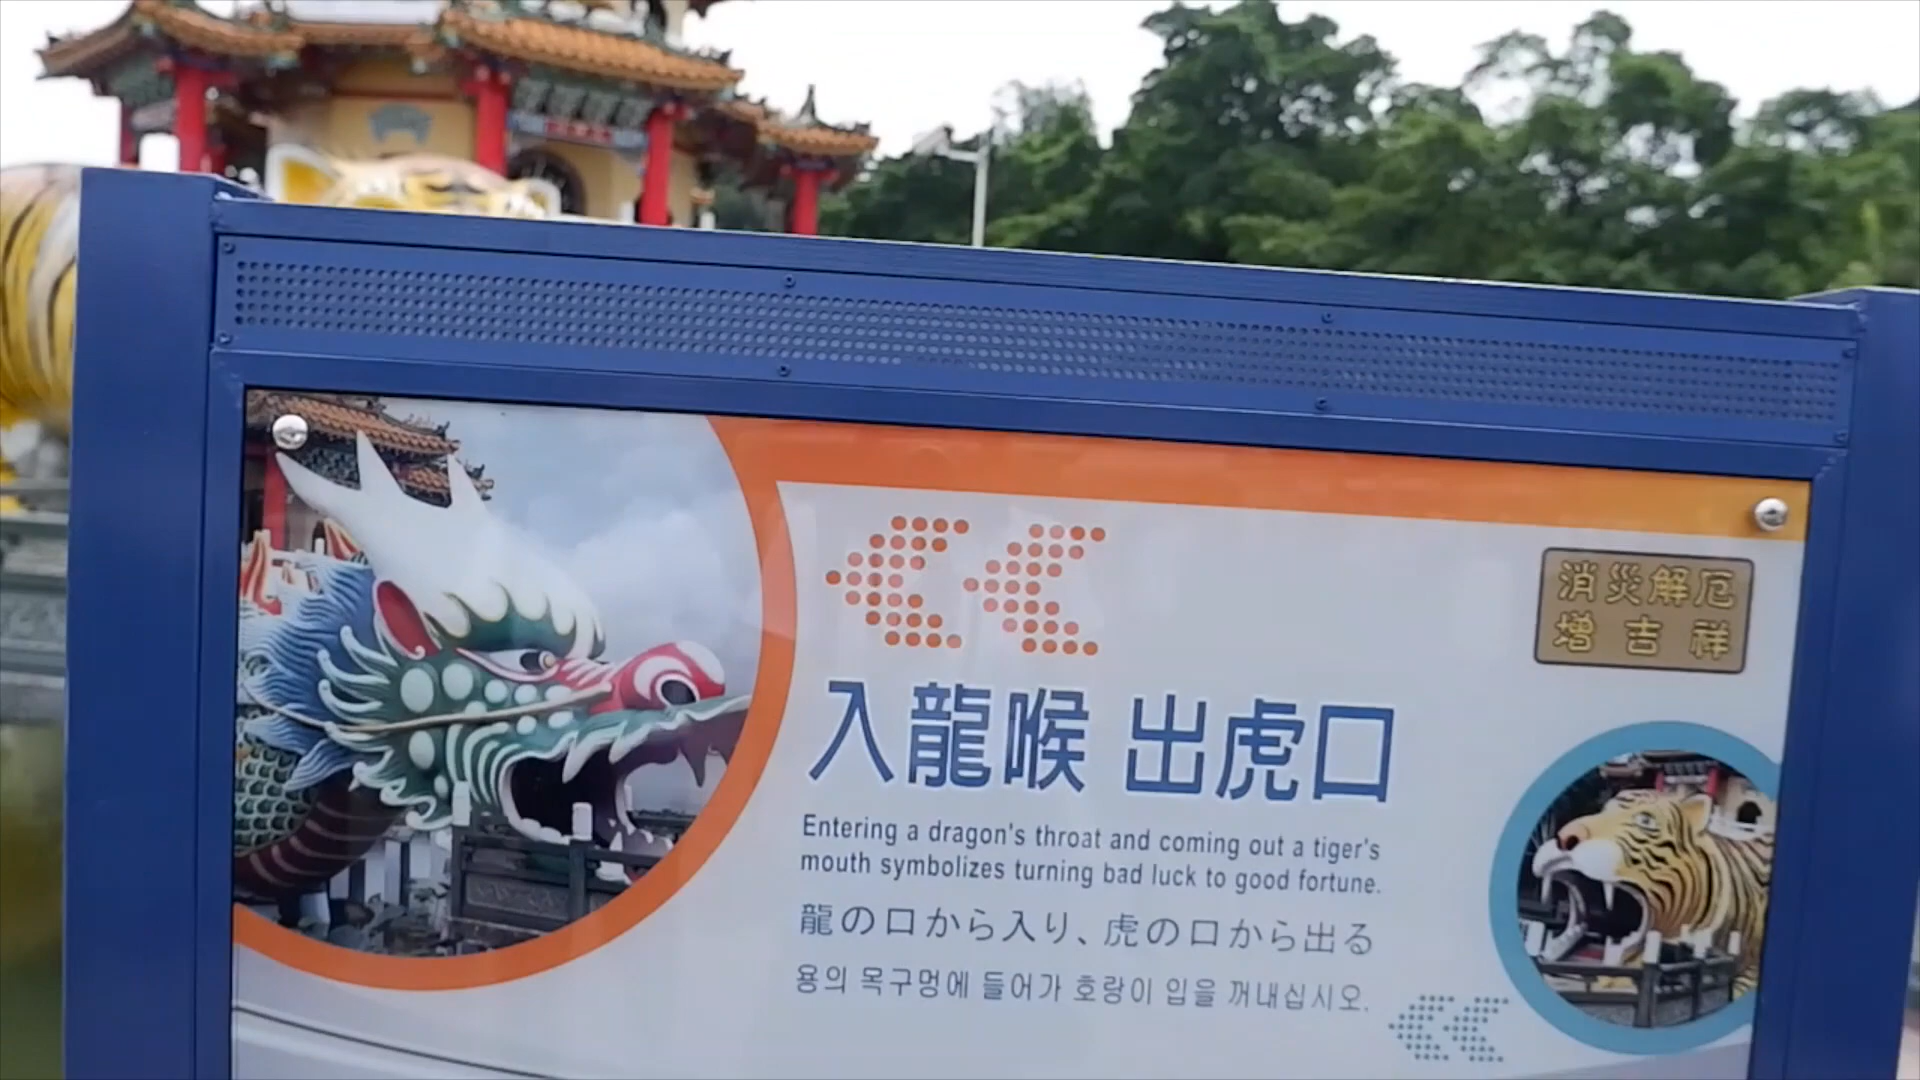 消災解厄
增吉祥
入龍喉 出虎口
Entering a dragon's throat and coming out a tiger's
mouth symbolizes turning bad luck to good fortune.
龍の口から入り、虎の口から出る
용의 목구멍에 들어가 호랑이 입을 꺼내십시오.